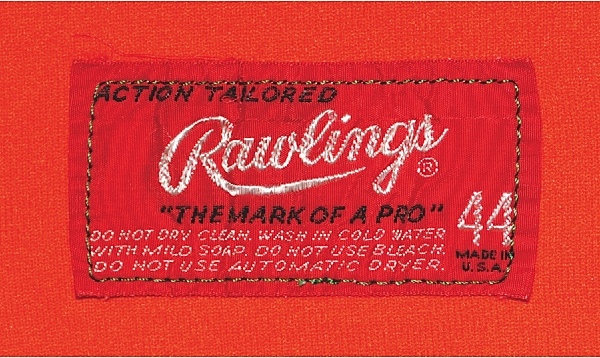 ACTION TAILORED
Rawlings®
"THE MARK OF A PRO"
DO NOT DRY CLEAN. WASH IN COLD WATER
WITH MILD SOAP. DO NOT USE BLEACH.
DO NOT USE AUTOMATIC DRYER.
44
MADE IN
U.S.A.